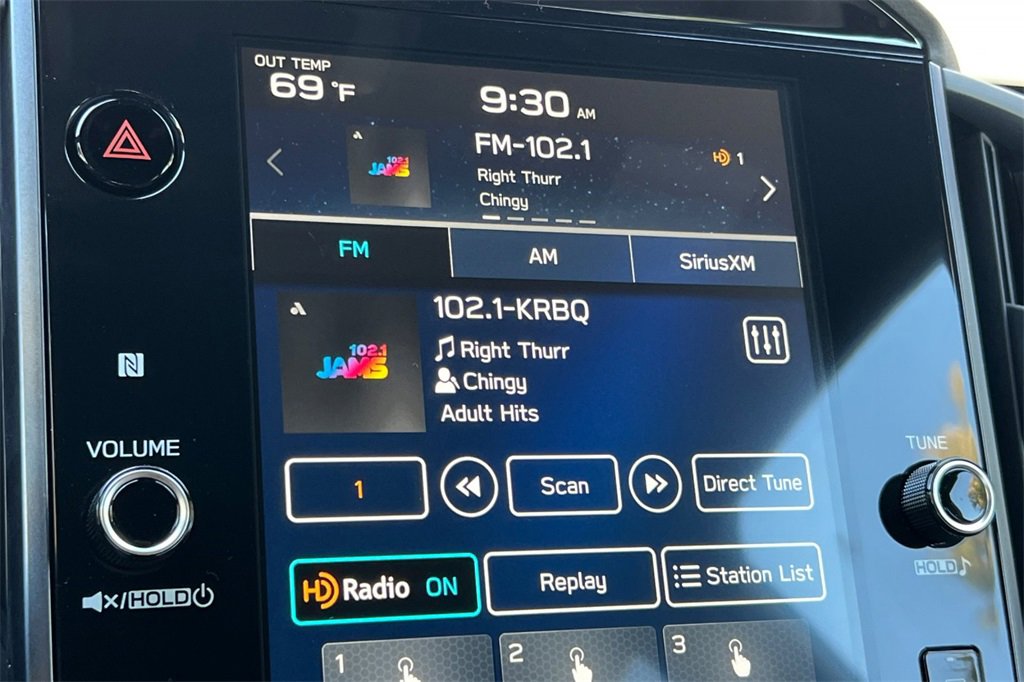 OUT TEMP
69 °F
9:30 AM
102.1
JAMS
FM-102.1
HD 1
Right Thurr
Chingy
FM
AM
SiriusXM
102.1-KRBQ
102.1
JAMS
Right Thurr
Chingy
Adult Hits
N
VOLUME
TUNE
1
Scan
Direct Tune
HD Radio ON
Replay
Station List
/HOLD
HOLD
1
2
3